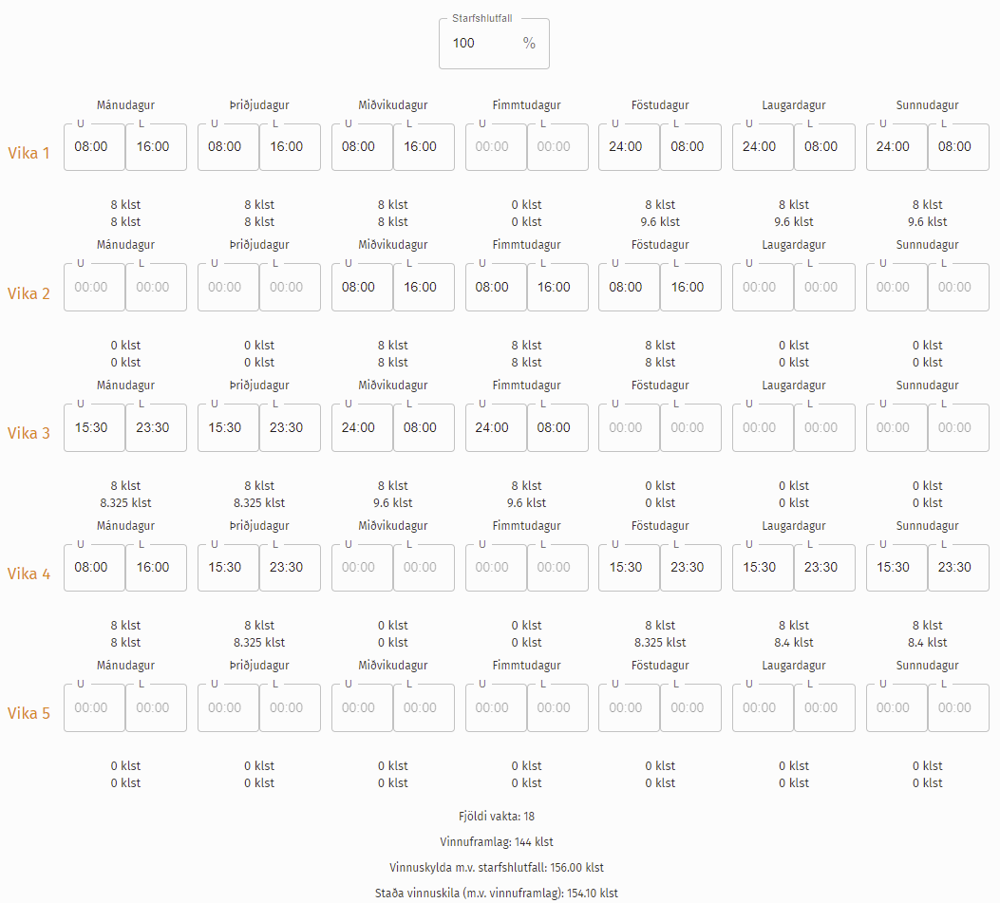 Starfshlutfall
100 %
Mánudagur Þriðjudagur Miðvikudagur Fimmtudagur Föstudagur Laugardagur Sunnudagur
U L U L U L U L U L U L U L
Vika 1 08:00 16:00 08:00 16:00 08:00 16:00 00:00 00:00 24:00 08:00 24:00 08:00 24:00 08:00
8 klst 8 klst 8 klst 0 klst 8 klst 8 klst 8 klst
8 klst 8 klst 8 klst 0 klst 9.6 klst 9.6 klst 9.6 klst
Mánudagur Þriðjudagur Miðvikudagur Fimmtudagur Föstudagur Laugardagur Sunnudagur
U L U L U L U L U L U L U L
Vika 2 00:00 00:00 00:00 00:00 08:00 16:00 08:00 16:00 08:00 16:00 00:00 00:00 00:00 00:00
0 klst 0 klst 8 klst 8 klst 8 klst 0 klst 0 klst
0 klst 0 klst 8 klst 8 klst 8 klst 0 klst 0 klst
Mánudagur Þriðjudagur Miðvikudagur Fimmtudagur Föstudagur Laugardagur Sunnudagur
U L U L U L U L U L U L U L
Vika 3 15:30 23:30 15:30 23:30 24:00 08:00 24:00 08:00 00:00 00:00 00:00 00:00 00:00 00:00
8 klst 8 klst 8 klst 8 klst 0 klst 0 klst 0 klst
8.325 klst 8.325 klst 9.6 klst 9.6 klst 0 klst 0 klst 0 klst
Mánudagur Þriðjudagur Miðvikudagur Fimmtudagur Föstudagur Laugardagur Sunnudagur
U L U L U L U L U L U L U L
Vika 4 08:00 16:00 15:30 23:30 00:00 00:00 00:00 00:00 15:30 23:30 15:30 23:30 15:30 23:30
8 klst 8 klst 0 klst 0 klst 8 klst 8 klst 8 klst
8 klst 8.325 klst 0 klst 0 klst 8.325 klst 8.4 klst 8.4 klst
Mánudagur Þriðjudagur Miðvikudagur Fimmtudagur Föstudagur Laugardagur Sunnudagur
U L U L U L U L U L U L U L
Vika 5 00:00 00:00 00:00 00:00 00:00 00:00 00:00 00:00 00:00 00:00 00:00 00:00 00:00 00:00
0 klst 0 klst 0 klst 0 klst 0 klst 0 klst 0 klst
0 klst 0 klst 0 klst 0 klst 0 klst 0 klst 0 klst
Fjöldi vakta: 18
Vinnuframlag: 144 klst
Vinnuskylda m.v. starfshlutfall: 156.00 klst
Staða vinnuskila (m.v. vinnuframlag): 154.10 klst